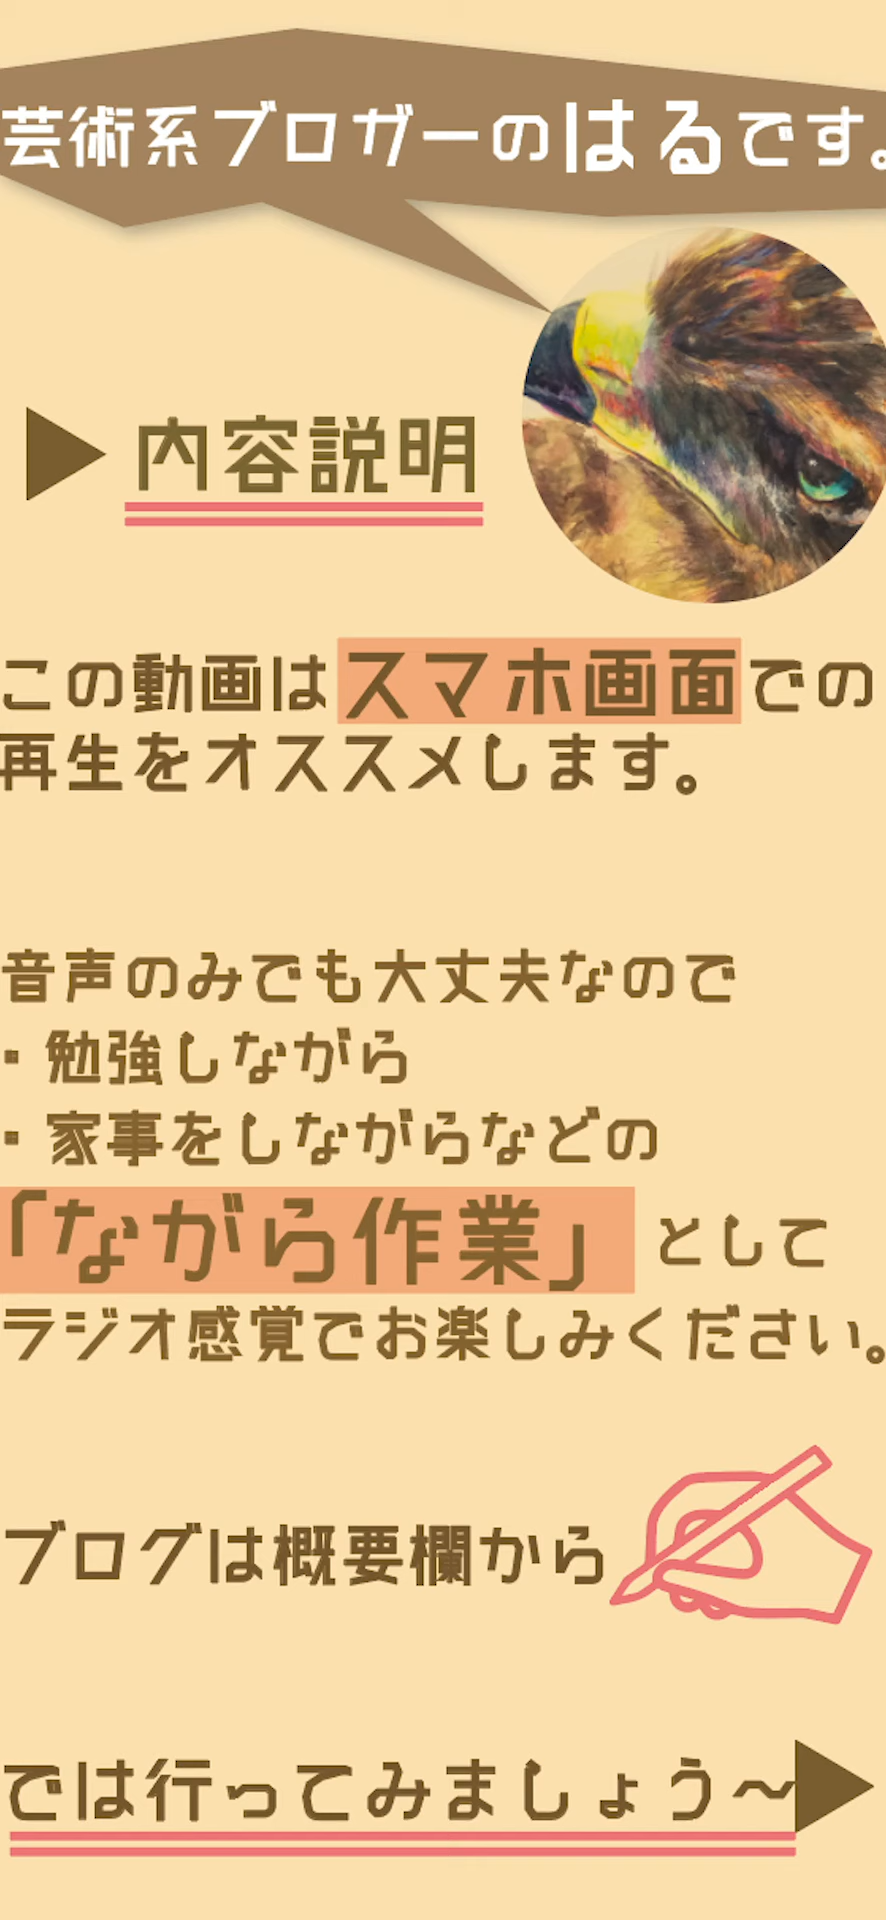 芸術系ブロガーのはるです。
内容説明
この動画はスマホ画面での
再生をオススメします。
音声のみでも大丈夫なので
・勉強しながら
・家事をしながらなどの
「ながら作業」として
ラジオ感覚でお楽しみください。
ブログは概要欄から
では行ってみましょう〜